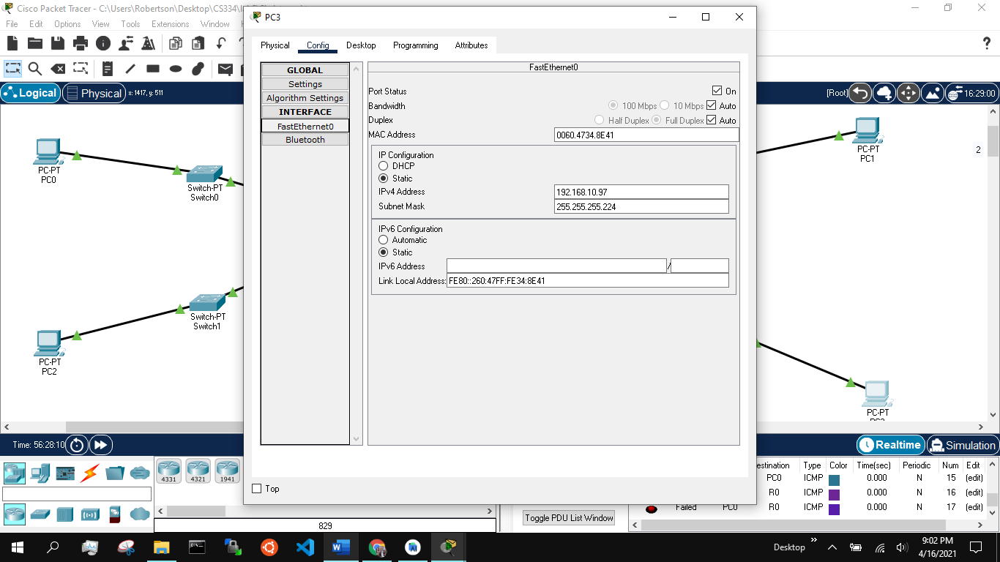 Cisco Packet Tracer - C:\Users\Robertson\Desktop\CS334\
File Edit Options View Tools Extensions Window
PC3
Physical Config Desktop Programming Attributes
GLOBAL
Settings
Algorithm Settings
INTERFACE
FastEthernet0
Bluetooth
FastEthernet0
Port Status On
Bandwidth 100 Mbps 10 Mbps Auto
Duplex Half Duplex Full Duplex Auto
MAC Address 0060.4734.8E41
IP Configuration
DHCP
Static
IPv4 Address 192.168.10.97
Subnet Mask 255.255.255.224
IPv6 Configuration
Automatic
Static
IPv6 Address /
Link Local Address: FE80::260:47FF:FE34:8E41
Top
Logical Physical x: 1417, y: 511
[Root] 16:29:00
PC-PT
PC0
Switch-PT
Switch0
PC-PT
PC1
2
Switch-PT
Switch1
PC-PT
PC2
PC-PT
Time: 56:28:10
Realtime Simulation
4331 4321 1941
829
Toggle PDU List Window
estination Type Color Time(sec) Periodic Num Edit
PC0 ICMP 0.000 N 15 (edit)
R0 ICMP 0.000 N 16 (edit)
Failed PC0 R0 ICMP 0.000 N 17 (edit)
Desktop
9:02 PM
4/16/2021